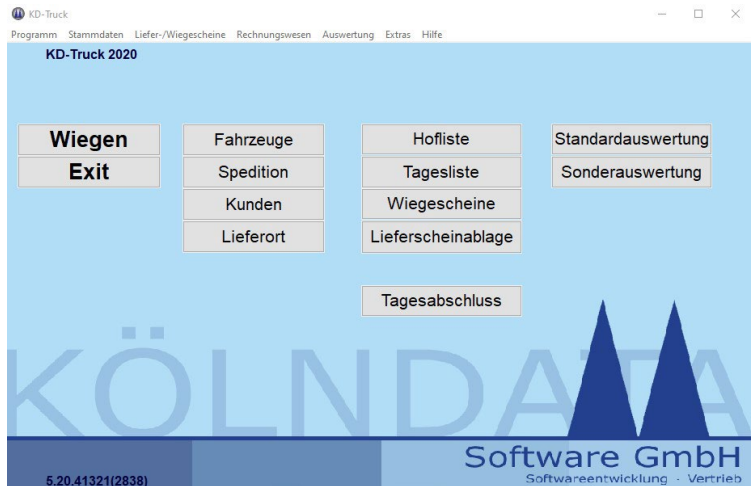 KD-Truck
Programm Stammdaten Liefer-/Wiegescheine Rechnungswesen Auswertung Extras Hilfe
KD-Truck 2020
Wiegen Fahrzeuge Hofliste Standardauswertung
Exit Spedition Tagesliste Sonderauswertung
Kunden Wiegescheine
Lieferort Lieferscheinablage
Tagesabschluss
KÖLNDATA
Software GmbH
5.20.41321(2838) Softwareentwicklung · Vertrieb